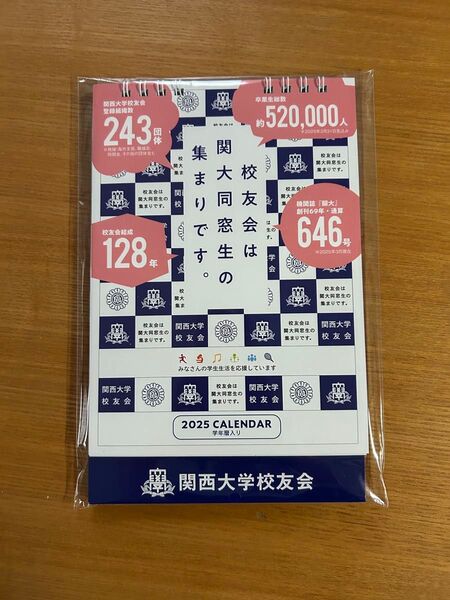 関西大学校友会
登録組織数
243団体
卒業生総数
約520,000人
校友会は
関大同窓生の
集まりです。
校友会結成
128年
機関誌『關大』
創刊69年・通算
646号
校友会は
関大同窓生の
集まりです。
関西大学
校友会
みなさんの学生生活を応援しています
2025 CALENDAR
学年暦入り
関西大学校友会